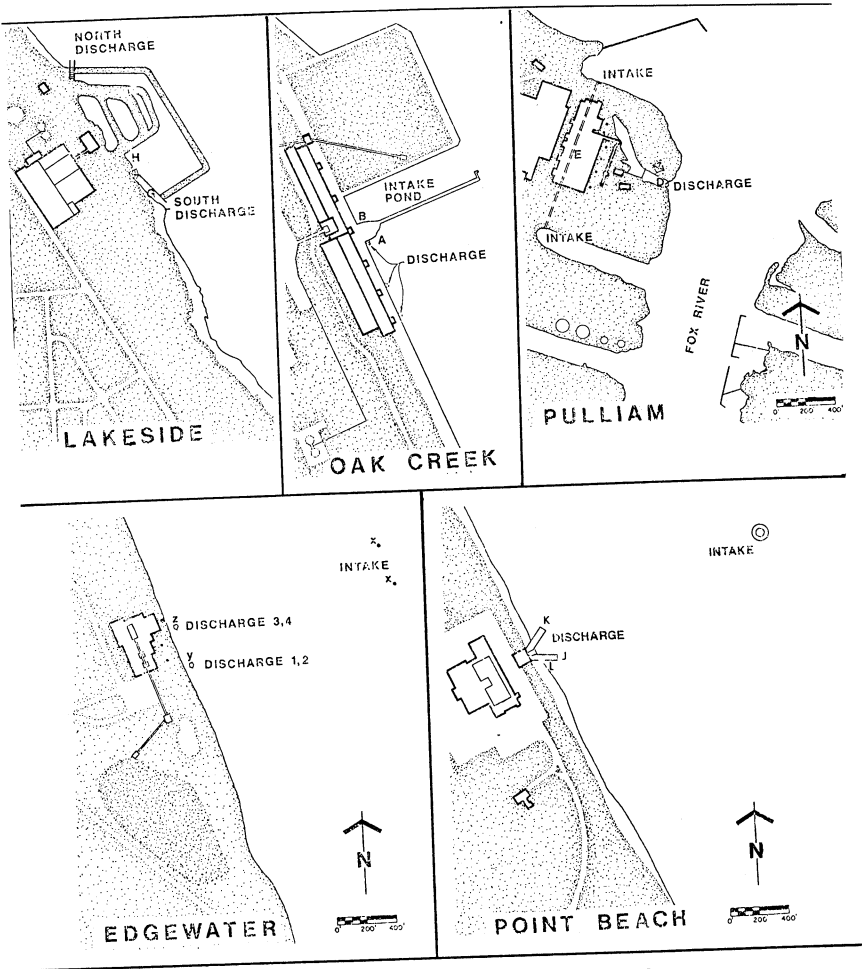 NORTH
DISCHARGE
H
SOUTH
DISCHARGE
LAKESIDE
INTAKE
POND
B
A
DISCHARGE
OAK CREEK
INTAKE
E
D
DISCHARGE
INTAKE
FOX RIVER
N
0 200 400'
PULLIAM
X
INTAKE
X
Z
DISCHARGE 3,4
Y
DISCHARGE 1,2
N
0' 200' 400'
EDGEWATER
INTAKE
K
DISCHARGE
J
L
N
0' 200' 400'
POINT BEACH